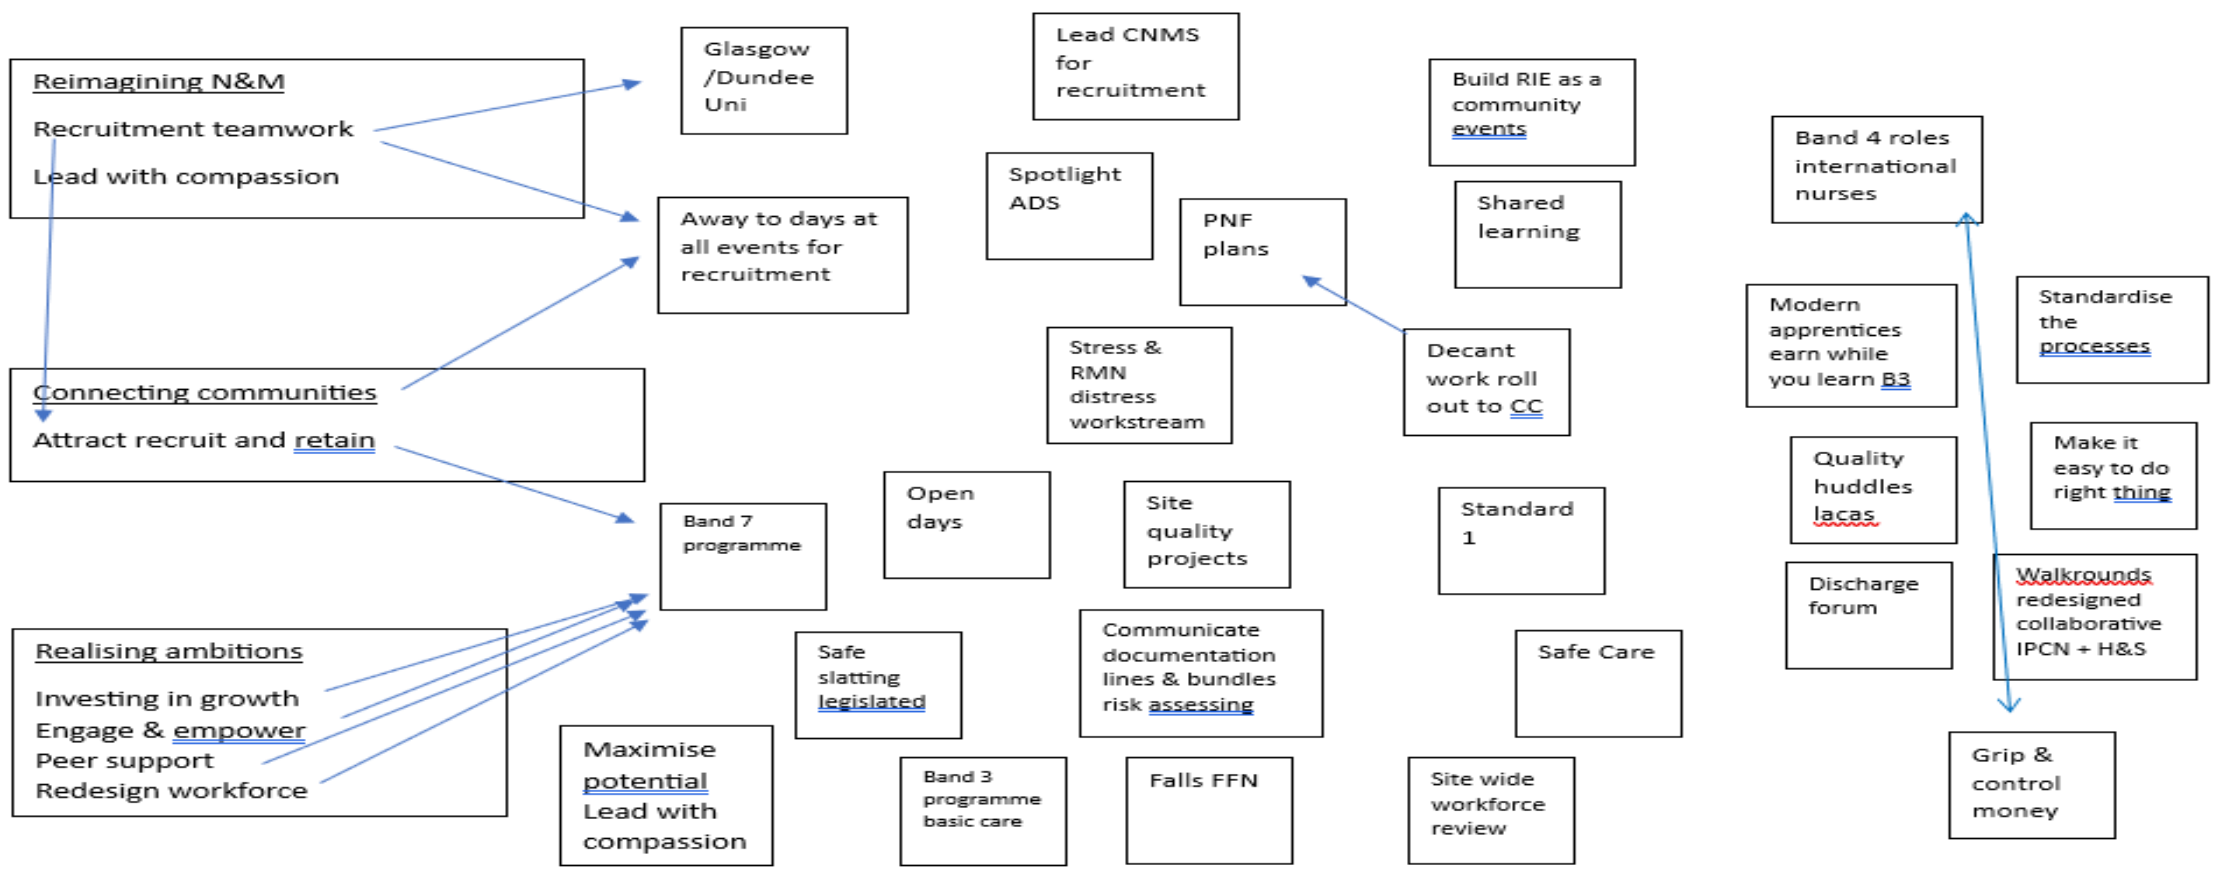 Reimagining N&M
Recruitment teamwork
Lead with compassion
Connecting communities
Attract recruit and retain
Realising ambitions
Investing in growth
Engage & empower
Peer support
Redesign workforce
Glasgow
/Dundee
Uni
Away to days at
all events for
recruitment
Band 7
programme
Maximise
potential
Lead with
compassion
Lead CNMS
for
recruitment
Spotlight
ADS
PNF
plans
Stress &
RMN
distress
workstream
Open
days
Site
quality
projects
Safe
slatting
legislated
Communicate
documentation
lines & bundles
risk assessing
Band 3
programme
basic care
Falls FFN
Build RIE as a
community
events
Shared
learning
Decant
work roll
out to CC
Standard
1
Safe Care
Site wide
workforce
review
Band 4 roles
international
nurses
Modern
apprentices
earn while
you learn B3
Quality
huddles
lacas
Discharge
forum
Standardise
the
processes
Make it
easy to do
right thing
Walkrounds
redesigned
collaborative
IPCN + H&S
Grip &
control
money